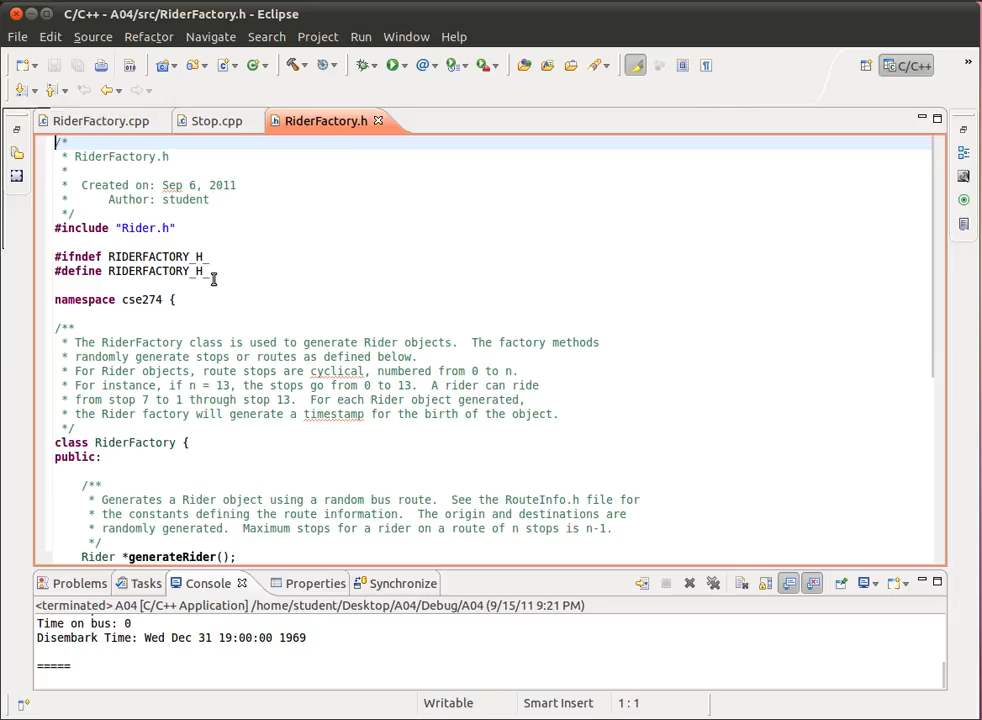 C/C++ - A04/src/RiderFactory.h - Eclipse
File Edit Source Refactor Navigate Search Project Run Window Help
C/C++
RiderFactory.cpp Stop.cpp RiderFactory.h
/*
* RiderFactory.h
*
* Created on: Sep 6, 2011
* Author: student
*/
#include "Rider.h"
#ifndef RIDERFACTORY_H_
#define RIDERFACTORY_H_
namespace cse274 {
/**
* The RiderFactory class is used to generate Rider objects. The factory methods
* randomly generate stops or routes as defined below.
* For Rider objects, route stops are cyclical, numbered from 0 to n.
* For instance, if n = 13, the stops go from 0 to 13. A rider can ride
* from stop 7 to 1 through stop 13. For each Rider object generated,
* the Rider factory will generate a timestamp for the birth of the object.
*/
class RiderFactory {
public:
/**
* Generates a Rider object using a random bus route. See the RouteInfo.h file for
* the constants defining the route information. The origin and destinations are
* randomly generated. Maximum stops for a rider on a route of n stops is n-1.
*/
Rider *generateRider();
Problems Tasks Console Properties Synchronize
<terminated> A04 [C/C++ Application] /home/student/Desktop/A04/Debug/A04 (9/15/11 9:21 PM)
Time on bus: 0
Disembark Time: Wed Dec 31 19:00:00 1969
=====
Writable Smart Insert 1 : 1